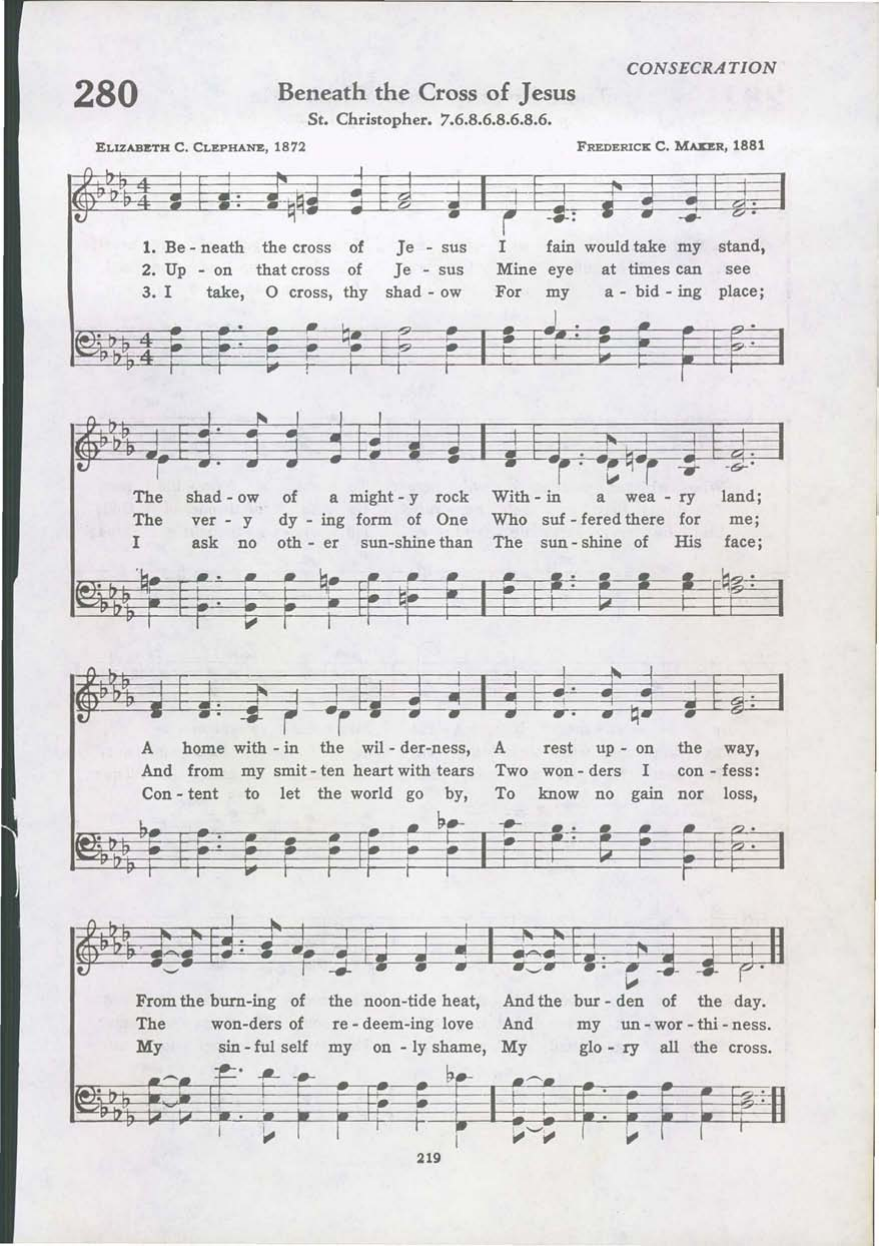 CONSECRATION
280
Beneath the Cross of Jesus
St. Christopher. 7.6.8.6.8.6.8.6.
ELIZABETH C. CLEPHANE, 1872
FREDERICK C. MAKER, 1881
1. Be - neath the cross of Je - sus I fain would take my stand,
2. Up - on that cross of Je - sus Mine eye at times can see
3. I take, O cross, thy shad - ow For my a - bid - ing place;
The shad - ow of a might - y rock With - in a wea - ry land;
The ver - y dy - ing form of One Who suf - fered there for me;
I ask no oth - er sun-shine than The sun - shine of His face;
A home with - in the wil - der-ness, A rest up - on the way,
And from my smit - ten heart with tears Two won - ders I con - fess:
Con - tent to let the world go by, To know no gain nor loss,
From the burn-ing of the noon-tide heat, And the bur - den of the day.
The won-ders of re - deem-ing love And my un - wor - thi - ness.
My sin - ful self my on - ly shame, My glo - ry all the cross.
219